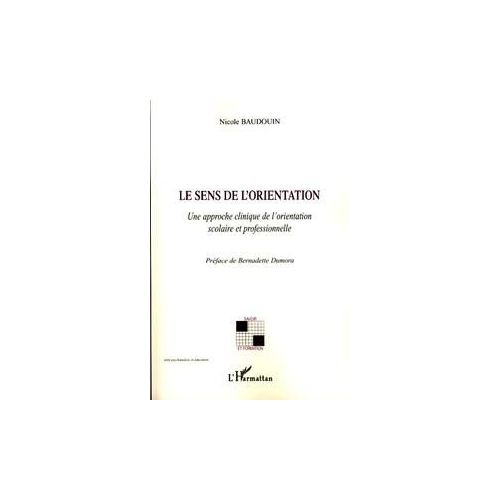 Nicole BAUDOUIN
LE SENS DE L'ORIENTATION
Une approche clinique de l'orientation
scolaire et professionnelle
Préface de Bernadette Dumora
SAVOIR
ET FORMATION
L'Harmattan